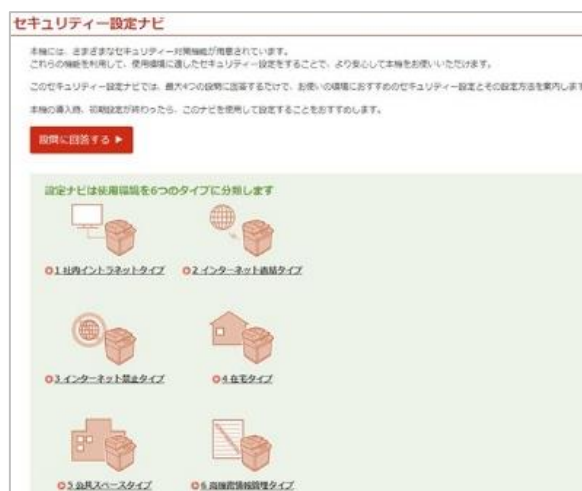 セキュリティー設定ナビ
本機には、さまざまなセキュリティー対策機能が用意されています。
これらの機能を利用して、使用環境に適したセキュリティー設定をすることで、より安心して本機をお使いいただけます。
このセキュリティー設定ナビでは、最大4つの設問に回答するだけで、お使いの環境におすすめのセキュリティー設定とその設定方法を案内します
本機の導入時、初期設定が終わったら、このナビを使用して設定することをおすすめします。
設問に回答する ▶
設定ナビは使用環境を6つのタイプに分類します
1 社内イントラネットタイプ
2 インターネット直結タイプ
3 インターネット禁止タイプ
4 在宅タイプ
5 公共スペースタイプ
6 高機密情報管理タイプ